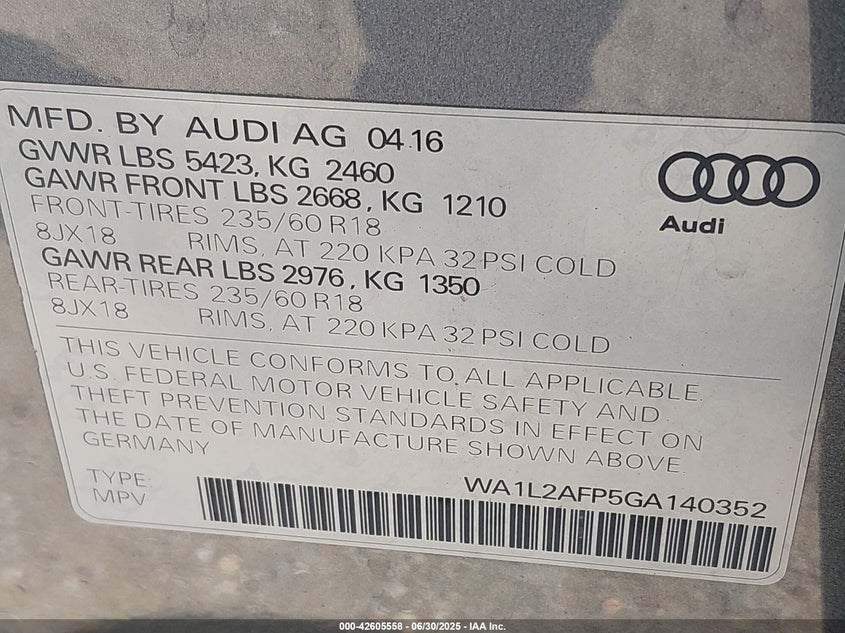 MFD. BY AUDI AG 04.16
GVWR LBS 5423, KG 2460
GAWR FRONT LBS 2668, KG 1210
FRONT-TIRES 235/60 R18
8JX18 RIMS, AT 220 KPA 32 PSI COLD
GAWR REAR LBS 2976, KG 1350
REAR-TIRES 235/60 R18
8JX18 RIMS, AT 220 KPA 32 PSI COLD
Audi
THIS VEHICLE CONFORMS TO ALL APPLICABLE
U.S. FEDERAL MOTOR VEHICLE SAFETY AND
THEFT PREVENTION STANDARDS IN EFFECT ON
THE DATE OF MANUFACTURE SHOWN ABOVE.
GERMANY
TYPE:
MPV
WA1L2AFP5GA140352
000-42605558 - 06/30/2025 - IAA Inc.